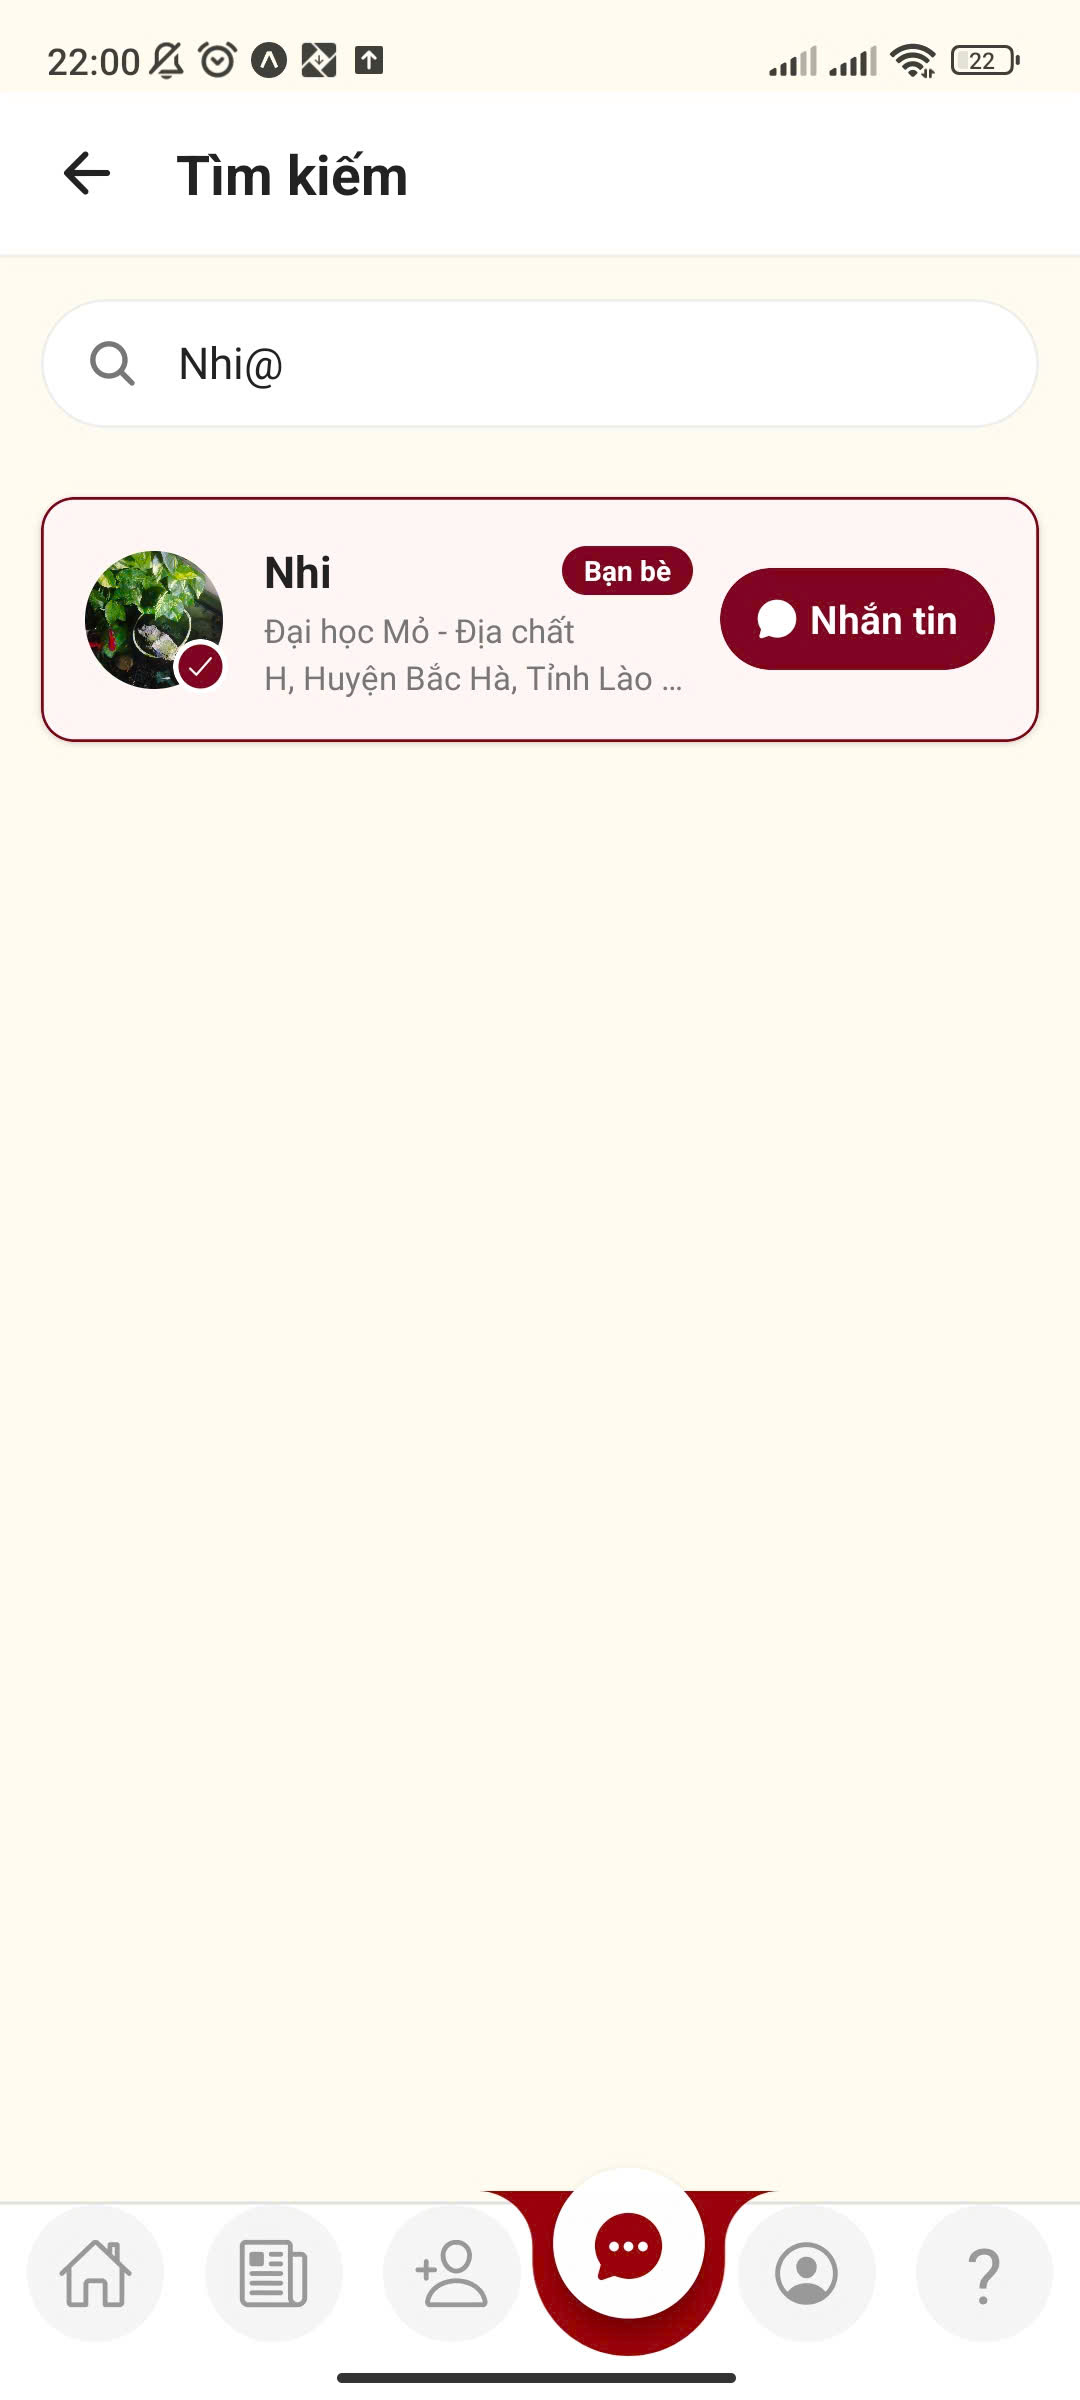 22:00
22
Tìm kiếm
Nhi@
Nhi
Bạn bè
Đại học Mỏ - Địa chất
H, Huyện Bắc Hà, Tỉnh Lào ...
Nhắn tin